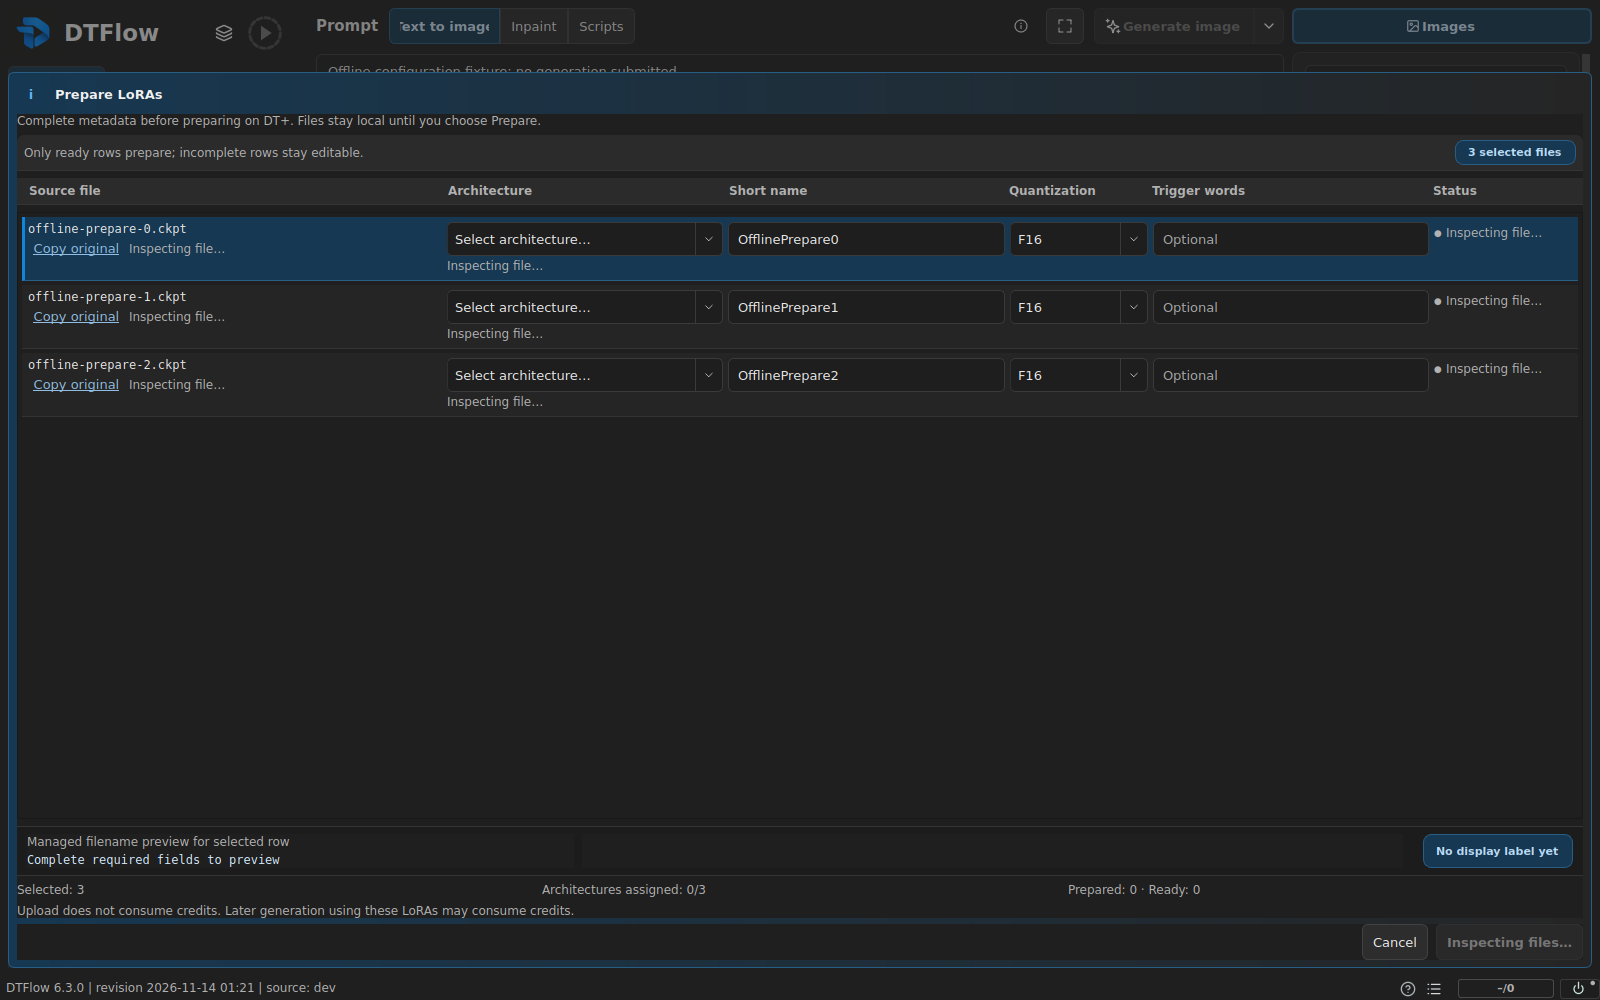 DTFlow
Prompt
Text to image
Inpaint
Scripts
Generate image
Images
Offline configuration fixture: no generation submitted
Prepare LoRAs
Complete metadata before preparing on DT+. Files stay local until you choose Prepare.
Only ready rows prepare; incomplete rows stay editable.
3 selected files
Source file Architecture Short name Quantization Trigger words Status
offline-prepare-0.ckpt
Copy original Inspecting file...
Select architecture... OfflinePrepare0 F16 Optional Inspecting file...
Inspecting file...
offline-prepare-1.ckpt
Copy original Inspecting file...
Select architecture... OfflinePrepare1 F16 Optional Inspecting file...
Inspecting file...
offline-prepare-2.ckpt
Copy original Inspecting file...
Select architecture... OfflinePrepare2 F16 Optional Inspecting file...
Inspecting file...
Managed filename preview for selected row
Complete required fields to preview
No display label yet
Selected: 3 Architectures assigned: 0/3 Prepared: 0 · Ready: 0
Upload does not consume credits. Later generation using these LoRAs may consume credits.
Cancel Inspecting files...
DTFlow 6.3.0 | revision 2026-11-14 01:21 | source: dev
-/0